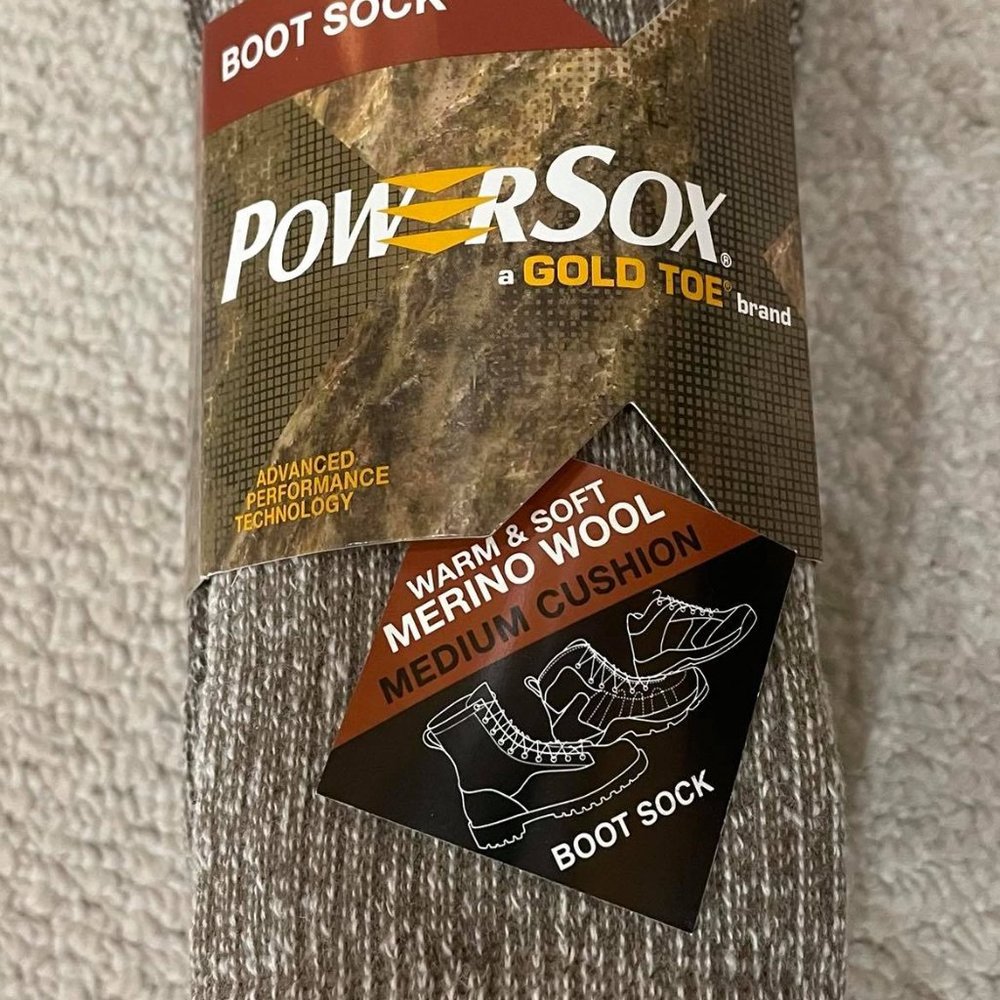 BOOT SOCK
POWERSOX®
a GOLD TOE® brand
ADVANCED
PERFORMANCE
TECHNOLOGY
WARM & SOFT
MERINO WOOL
MEDIUM CUSHION
BOOT SOCK